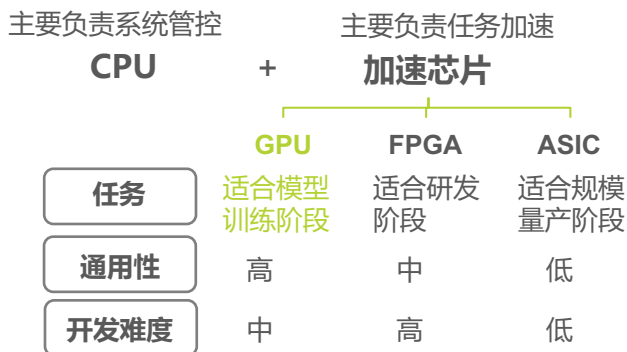 主要负责系统管控
主要负责任务加速
CPU + 加速芯片
GPU FPGA ASIC
任务 适合模型 适合研发 适合规模
训练阶段 阶段 量产阶段
通用性 高 中 低
开发难度 中 高 低